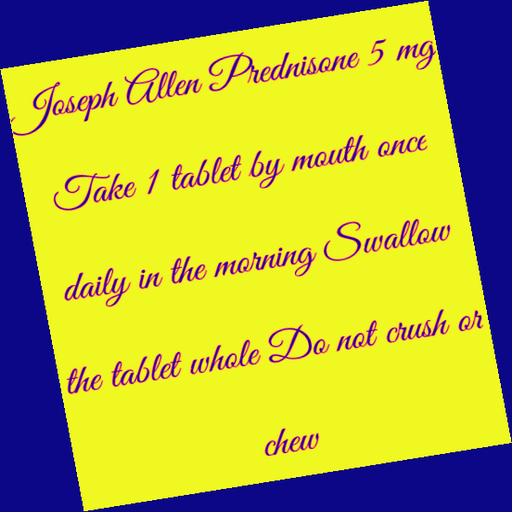 Joseph Allen Prednisone 5 mg
Take 1 tablet by mouth once
daily in the morning Swallow
the tablet whole Do not crush or
chew